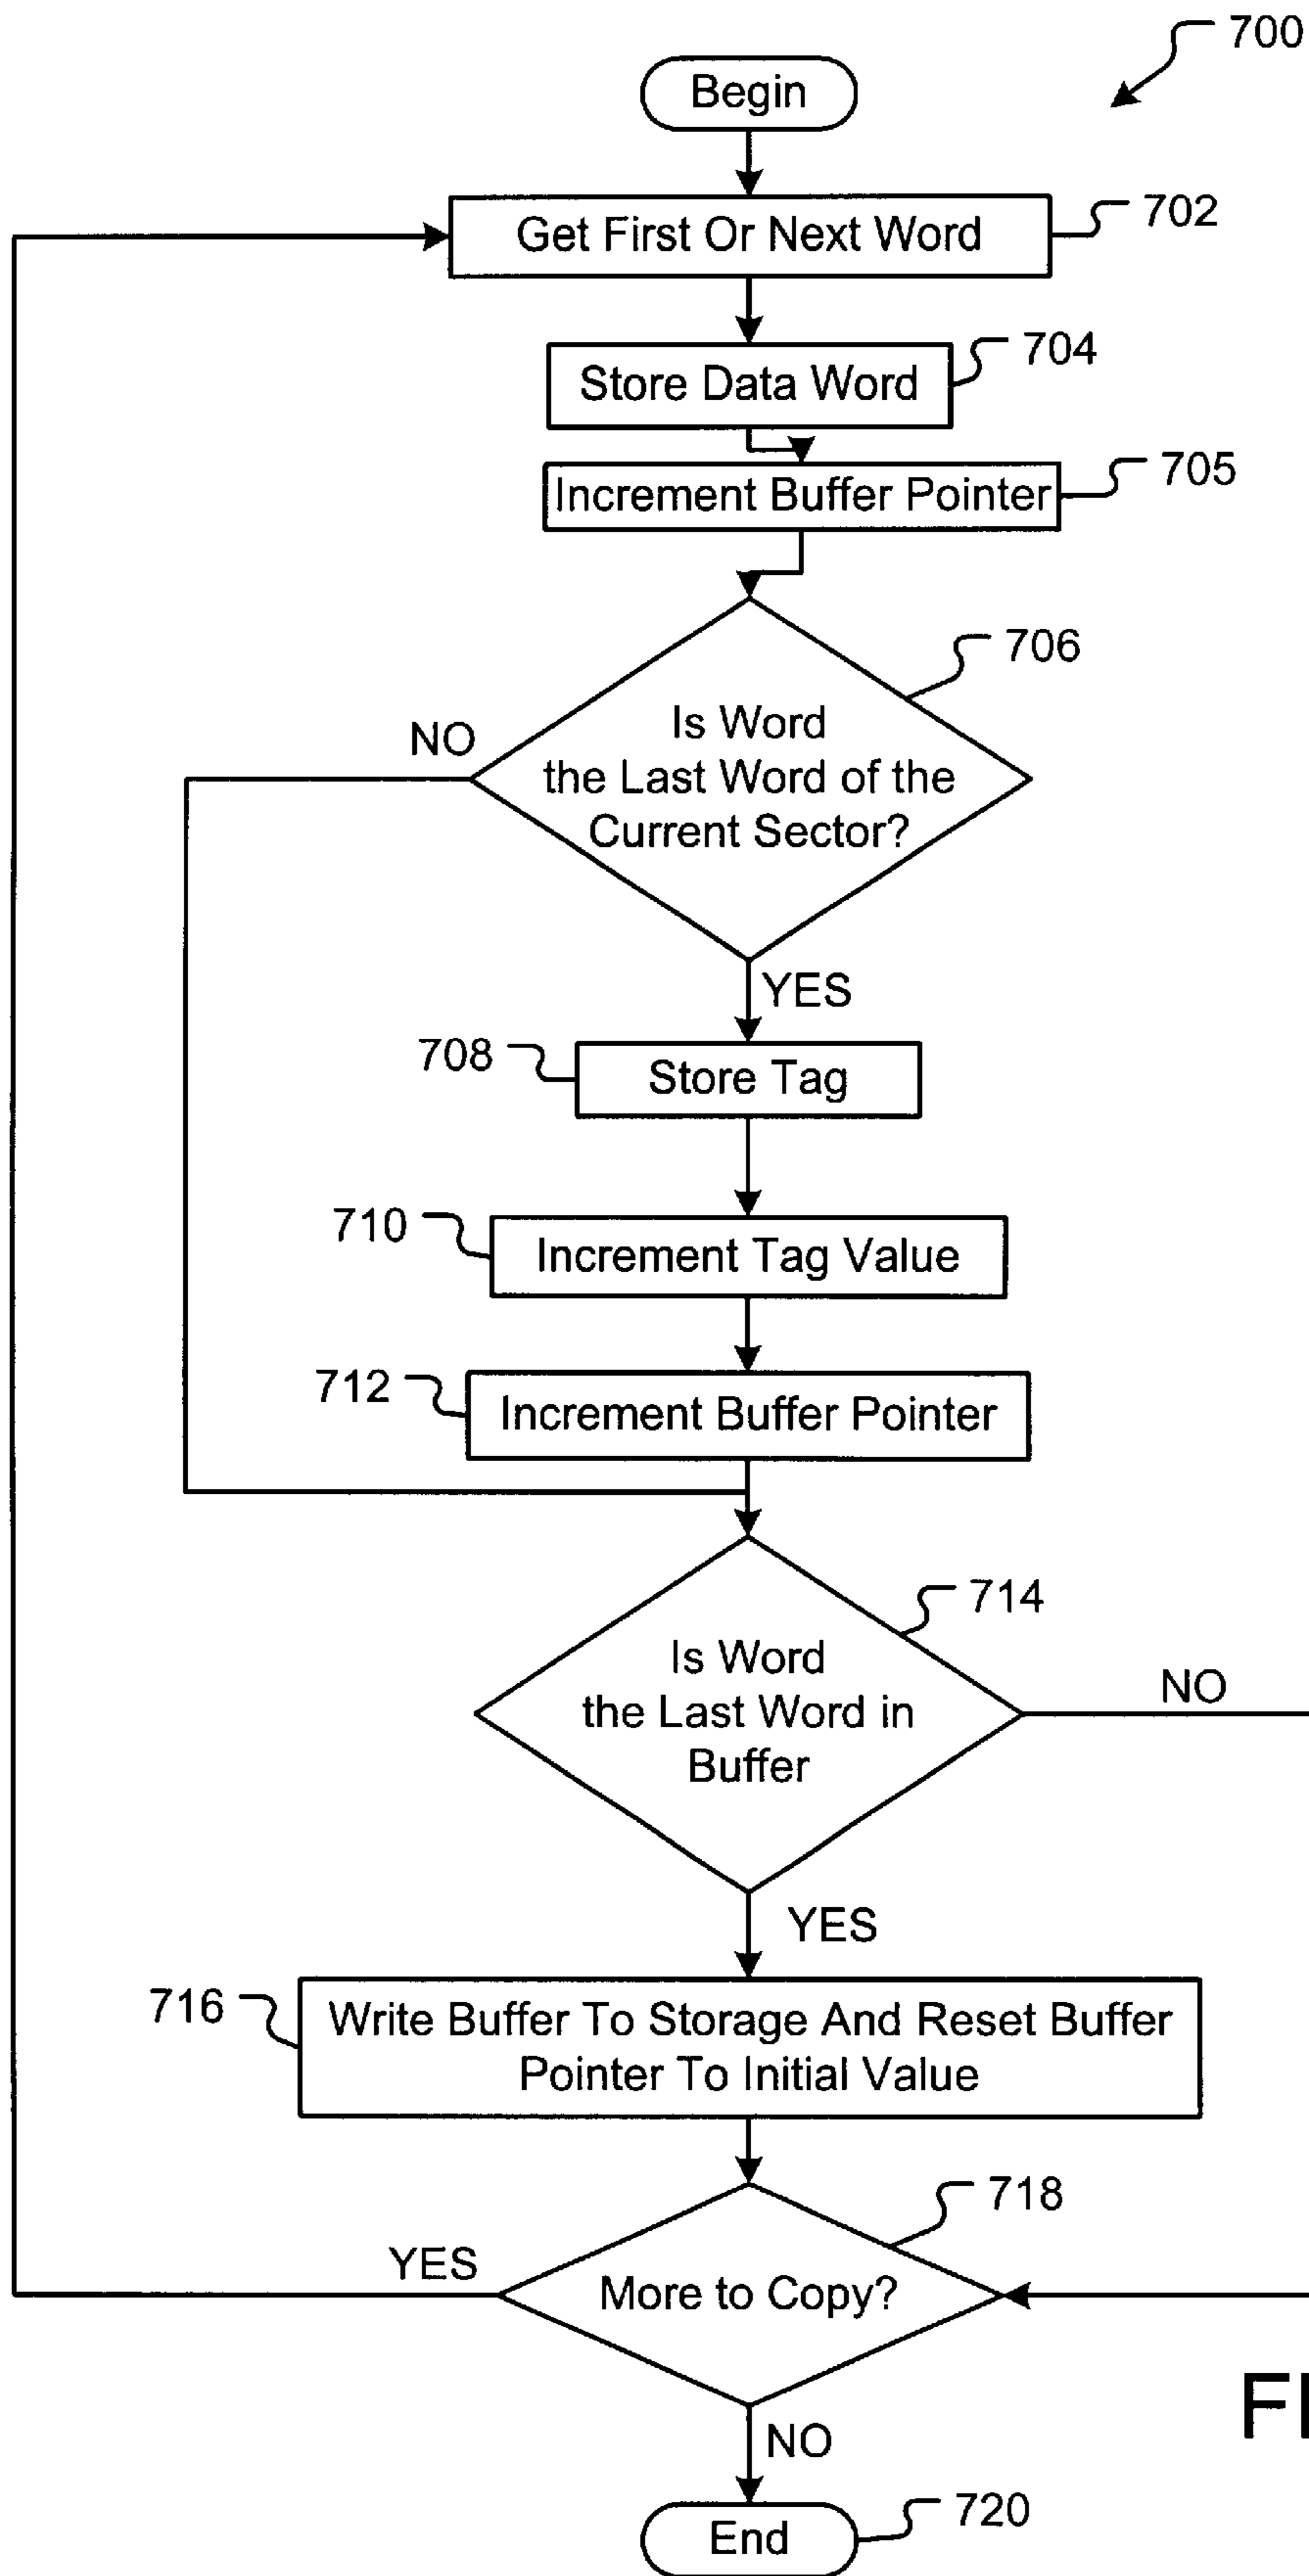 700
Begin
Get First Or Next Word
702
Store Data Word
704
Increment Buffer Pointer
705
706
Is Word
the Last Word of the
Current Sector?
NO
YES
708
Store Tag
710
Increment Tag Value
712
Increment Buffer Pointer
714
Is Word
the Last Word in
Buffer
NO
YES
716
Write Buffer To Storage And Reset Buffer
Pointer To Initial Value
718
YES
More to Copy?
NO
End
720